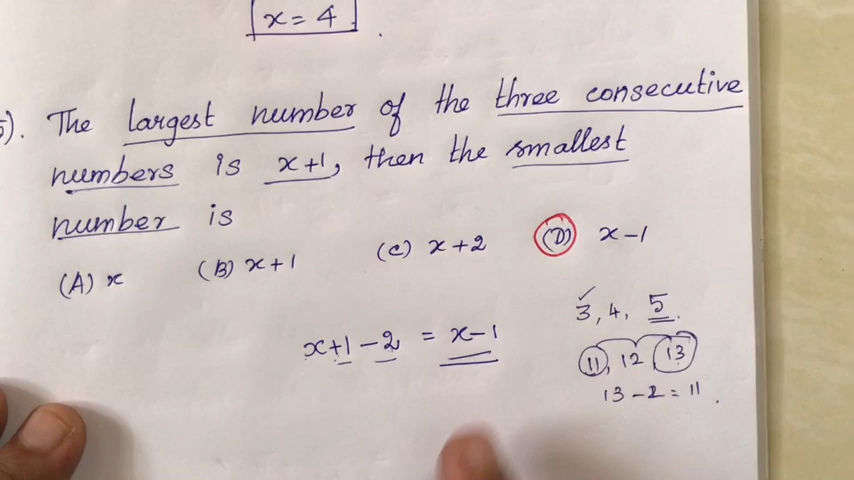 x = 4 .
5). The largest number of the three consecutive
numbers is x+1, then the smallest
number is
(A) x (B) x+1 (C) x+2 (D) x-1
x+1-2 = x-1
3, 4, 5.
11, 12, 13
13-2=11 .